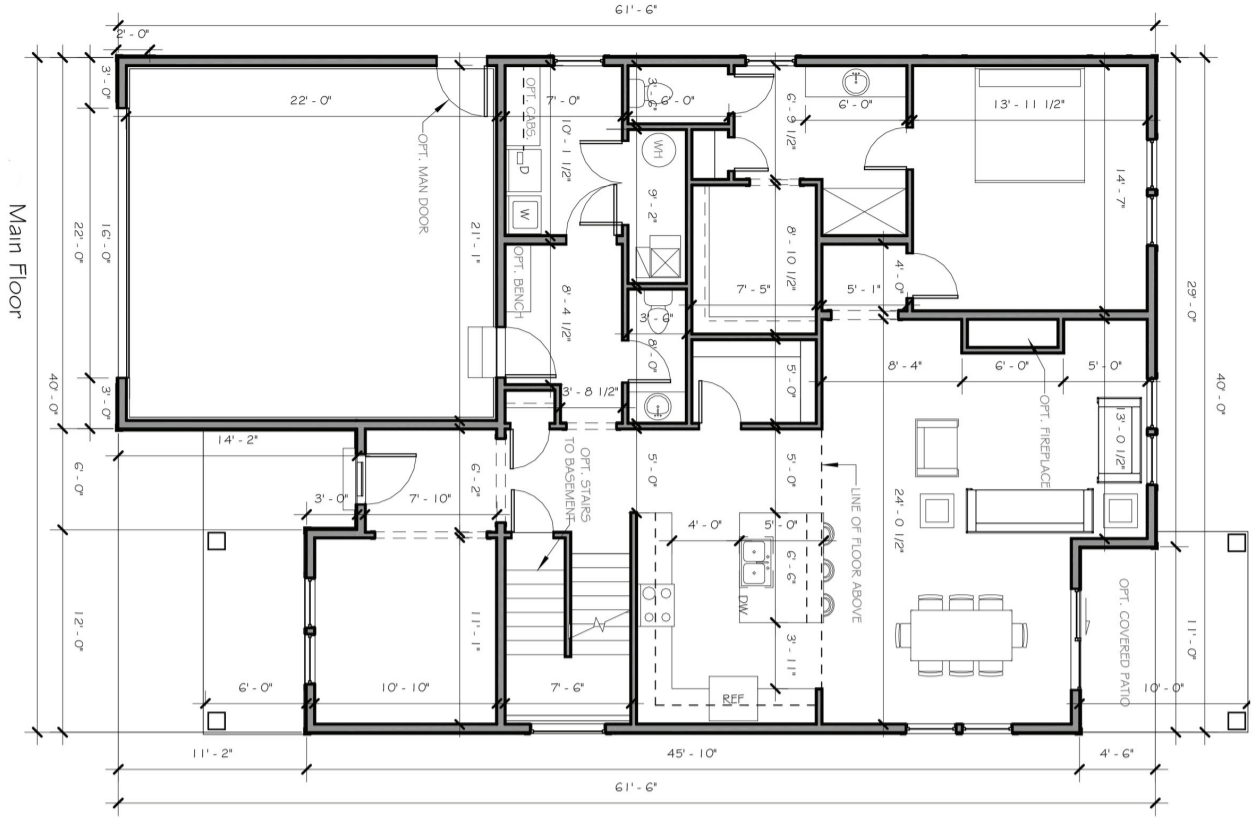 61' - 6"
2' - 0"
3' - 0"
22' - 0"
7' - 0"
3' - 6"
6' - 0"
6' - 9 1/2"
6' - 0"
13' - 11 1/2"
OPT. CABS.
10' - 1 1/2"
WH
D
W
9' - 2"
14' - 7"
OPT. MAN DOOR
Main Floor
22' - 0"
16' - 0"
21' - 1"
OPT. BENCH
8' - 4 1/2"
8' - 10 1/2"
7' - 5"
5' - 1"
4' - 0"
29' - 0"
3' - 6"
8' - 0"
40' - 0"
3' - 0"
3' - 8 1/2"
5' - 0"
8' - 4"
6' - 0"
5' - 0"
40' - 0"
OPT. FIREPLACE
13' - 0 1/2"
14' - 2"
6' - 0"
3' - 0"
7' - 10"
6' - 2"
OPT. STAIRS
TO BASEMENT
5' - 0"
5' - 0"
LINE OF FLOOR ABOVE
24' - 0 1/2"
4' - 0"
5' - 0"
6' - 6"
DW
3' - 11"
REF
12' - 0"
6' - 0"
10' - 10"
11' - 1"
7' - 6"
OPT. COVERED PATIO
11' - 0"
10' - 0"
11' - 2"
45' - 10"
4' - 6"
61' - 6"